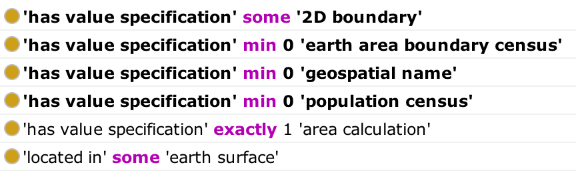 'has value specification' some '2D boundary'
'has value specification' min 0 'earth area boundary census'
'has value specification' min 0 'geospatial name'
'has value specification' min 0 'population census'
'has value specification' exactly 1 'area calculation'
'located in' some 'earth surface'